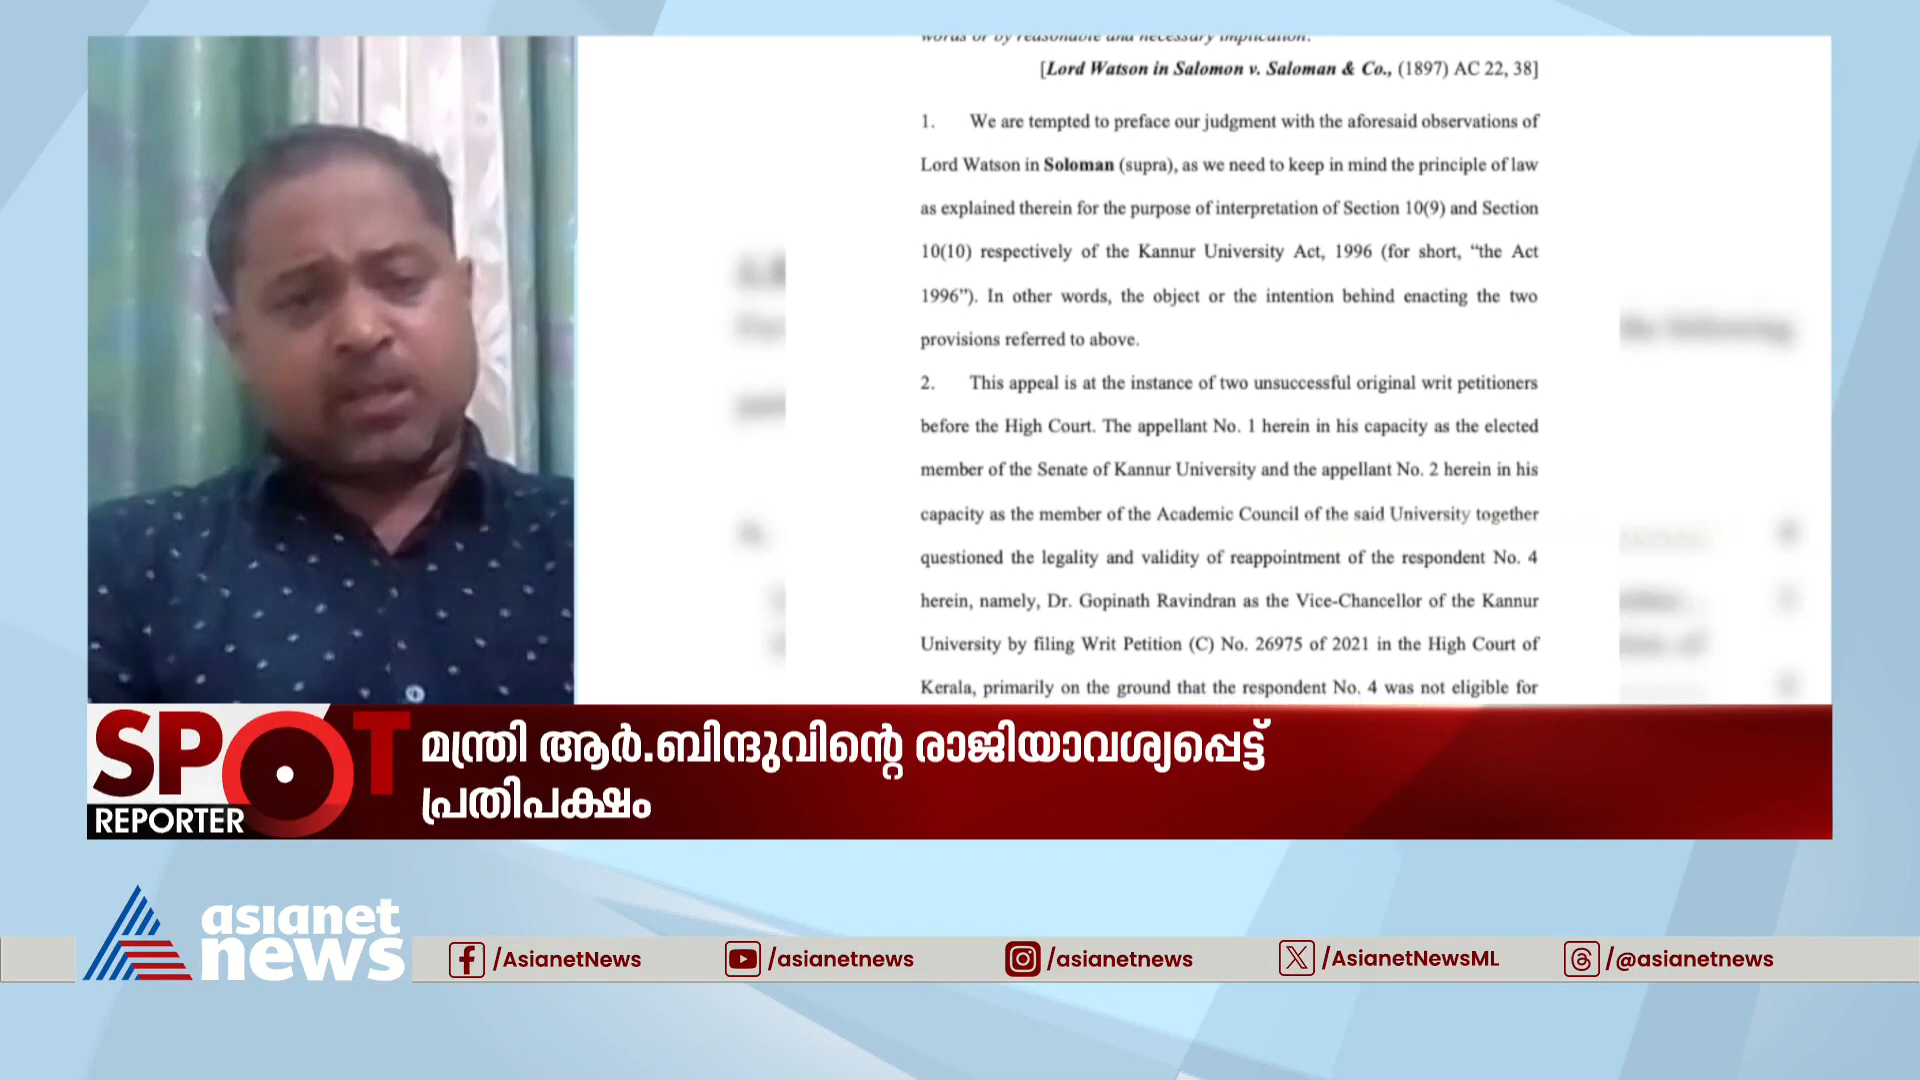 words or by reasonable and necessary implication.
[Lord Watson in Salomon v. Saloman & Co., (1897) AC 22, 38]
1. We are tempted to preface our judgment with the aforesaid observations of
Lord Watson in Soloman (supra), as we need to keep in mind the principle of law
as explained therein for the purpose of interpretation of Section 10(9) and Section
10(10) respectively of the Kannur University Act, 1996 (for short, “the Act
1996”). In other words, the object or the intention behind enacting the two
provisions referred to above.
2. This appeal is at the instance of two unsuccessful original writ petitioners
before the High Court. The appellant No. 1 herein in his capacity as the elected
member of the Senate of Kannur University and the appellant No. 2 herein in his
capacity as the member of the Academic Council of the said University together
questioned the legality and validity of reappointment of the respondent No. 4
herein, namely, Dr. Gopinath Ravindran as the Vice-Chancellor of the Kannur
University by filing Writ Petition (C) No. 26975 of 2021 in the High Court of
Kerala, primarily on the ground that the respondent No. 4 was not eligible for
the following
SPOT
REPORTER
മന്ത്രി ആർ.ബിന്ദുവിന്റെ രാജിയാവശ്യപ്പെട്ട്
പ്രതിപക്ഷം
asianet
news
/AsianetNews
/asianetnews
/asianetnews
/AsianetNewsML
/@asianetnews